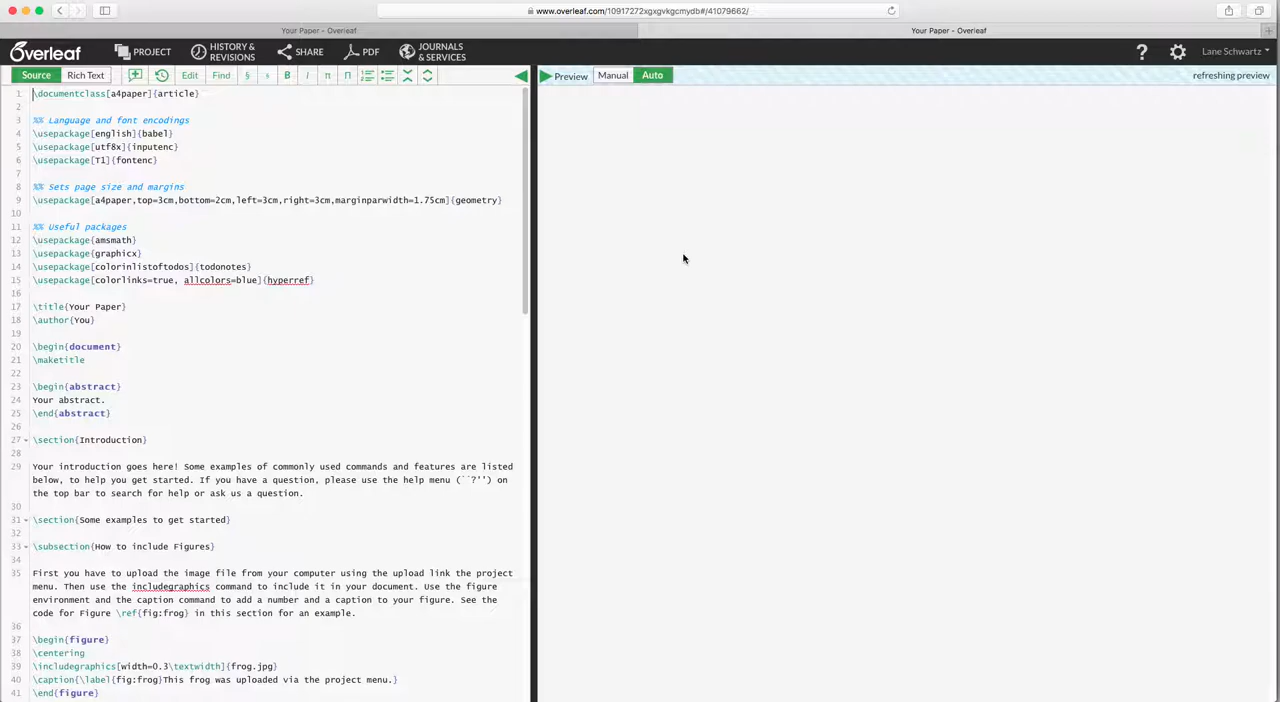 www.overleaf.com/10917272xgxgvkgcmydb#/41079662/
Your Paper - Overleaf
Your Paper - Overleaf
Overleaf
PROJECT
HISTORY & REVISIONS
SHARE
PDF
JOURNALS & SERVICES
?
Lane Schwartz
Source Rich Text Edit Find § § B I π Π
Preview Manual Auto refreshing preview
1 \documentclass[a4paper]{article}
2
3 %% Language and font encodings
4 \usepackage[english]{babel}
5 \usepackage[utf8x]{inputenc}
6 \usepackage[T1]{fontenc}
7
8 %% Sets page size and margins
9 \usepackage[a4paper,top=3cm,bottom=2cm,left=3cm,right=3cm,marginparwidth=1.75cm]{geometry}
10
11 %% Useful packages
12 \usepackage{amsmath}
13 \usepackage{graphicx}
14 \usepackage[colorinlistoftodos]{todonotes}
15 \usepackage[colorlinks=true, allcolors=blue]{hyperref}
16
17 \title{Your Paper}
18 \author{You}
19
20 \begin{document}
21 \maketitle
22
23 \begin{abstract}
24 Your abstract.
25 \end{abstract}
26
27 \section{Introduction}
28
29 Your introduction goes here! Some examples of commonly used commands and features are listed
below, to help you get started. If you have a question, please use the help menu (``?'') on
the top bar to search for help or ask us a question.
30
31 \section{Some examples to get started}
32
33 \subsection{How to include Figures}
34
35 First you have to upload the image file from your computer using the upload link the project
menu. Then use the includegraphics command to include it in your document. Use the figure
environment and the caption command to add a number and a caption to your figure. See the
code for Figure \ref{fig:frog} in this section for an example.
36
37 \begin{figure}
38 \centering
39 \includegraphics[width=0.3\textwidth]{frog.jpg}
40 \caption{\label{fig:frog}This frog was uploaded via the project menu.}
41 \end{figure}